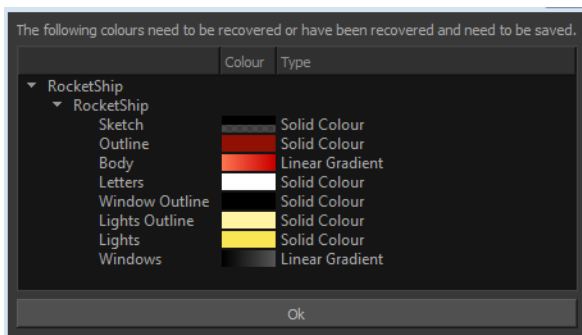 The following colours need to be recovered or have been recovered and need to be saved.
Colour Type
RocketShip
RocketShip
Sketch Solid Colour
Outline Solid Colour
Body Linear Gradient
Letters Solid Colour
Window Outline Solid Colour
Lights Outline Solid Colour
Lights Solid Colour
Windows Linear Gradient
Ok